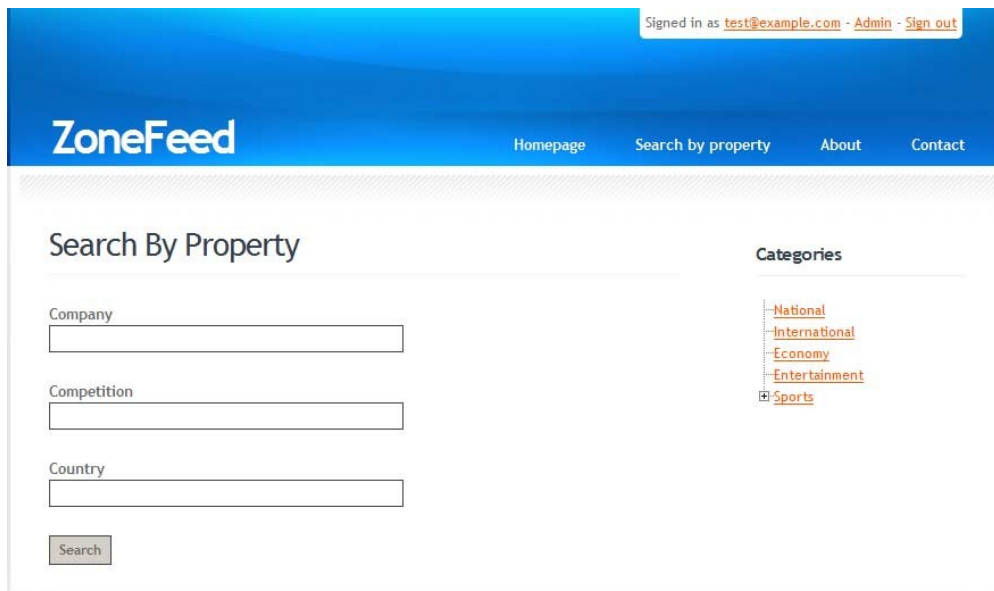 Signed in as test@example.com - Admin - Sign out
ZoneFeed
Homepage Search by property About Contact
Search By Property
Company
Competition
Country
Search
Categories
National
International
Economy
Entertainment
Sports